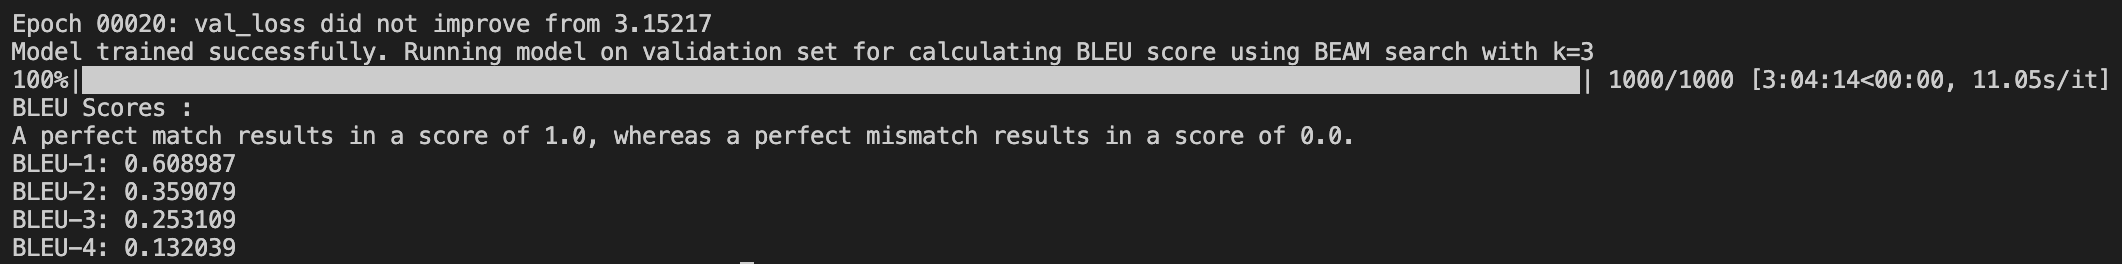 Epoch 00020: val_loss did not improve from 3.15217
Model trained successfully. Running model on validation set for calculating BLEU score using BEAM search with k=3
100%|██████████| 1000/1000 [3:04:14<00:00, 11.05s/it]
BLEU Scores :
A perfect match results in a score of 1.0, whereas a perfect mismatch results in a score of 0.0.
BLEU-1: 0.608987
BLEU-2: 0.359079
BLEU-3: 0.253109
BLEU-4: 0.132039